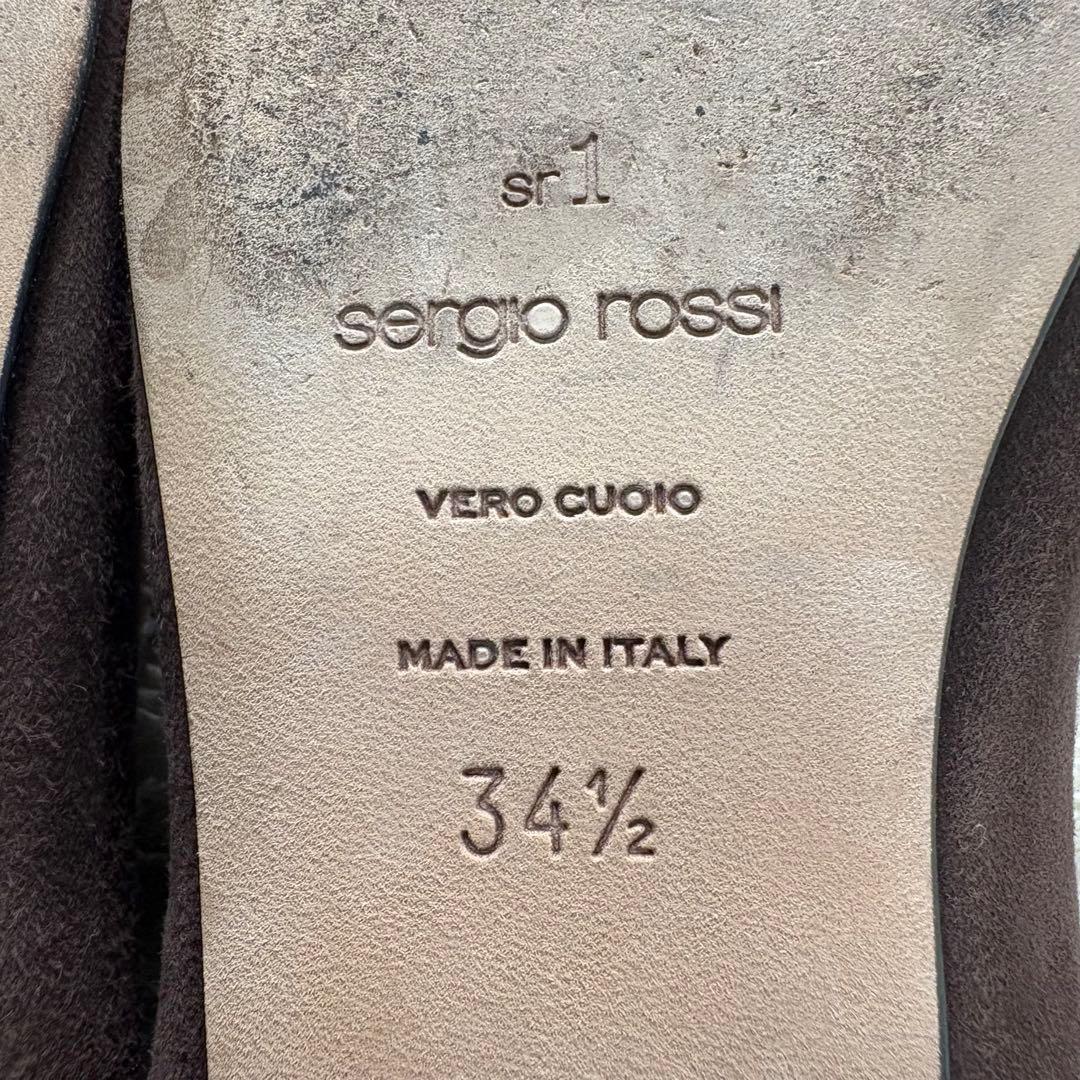 sr1
sergio rossi
VERO CUOIO
MADE IN ITALY
34½